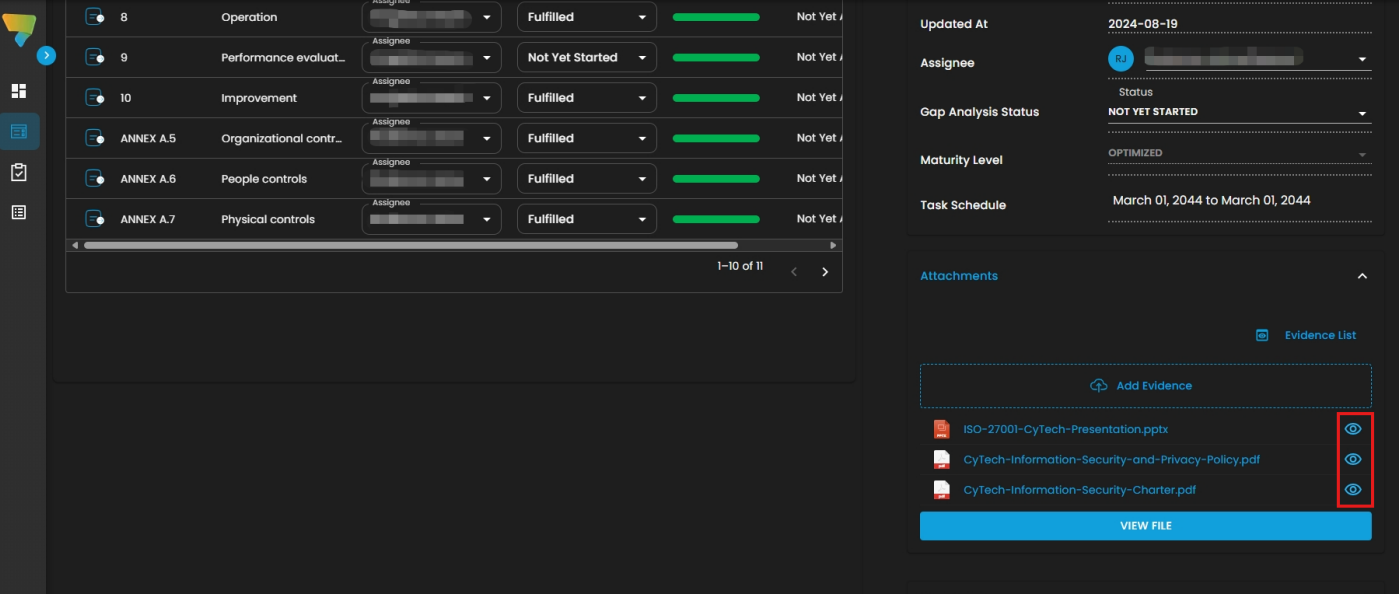 Assignee
8 Operation Fulfilled Not Yet A
Assignee
9 Performance evaluat... Not Yet Started Not Yet A
Assignee
10 Improvement Fulfilled Not Yet A
Assignee
ANNEX A.5 Organizational contr... Fulfilled Not Yet A
Assignee
ANNEX A.6 People controls Fulfilled Not Yet A
Assignee
ANNEX A.7 Physical controls Fulfilled Not Yet A
1–10 of 11
Updated At 2024-08-19
Assignee RJ
Status
Gap Analysis Status NOT YET STARTED
Maturity Level OPTIMIZED
Task Schedule March 01, 2044 to March 01, 2044
Attachments
Evidence List
Add Evidence
ISO-27001-CyTech-Presentation.pptx
CyTech-Information-Security-and-Privacy-Policy.pdf
CyTech-Information-Security-Charter.pdf
VIEW FILE